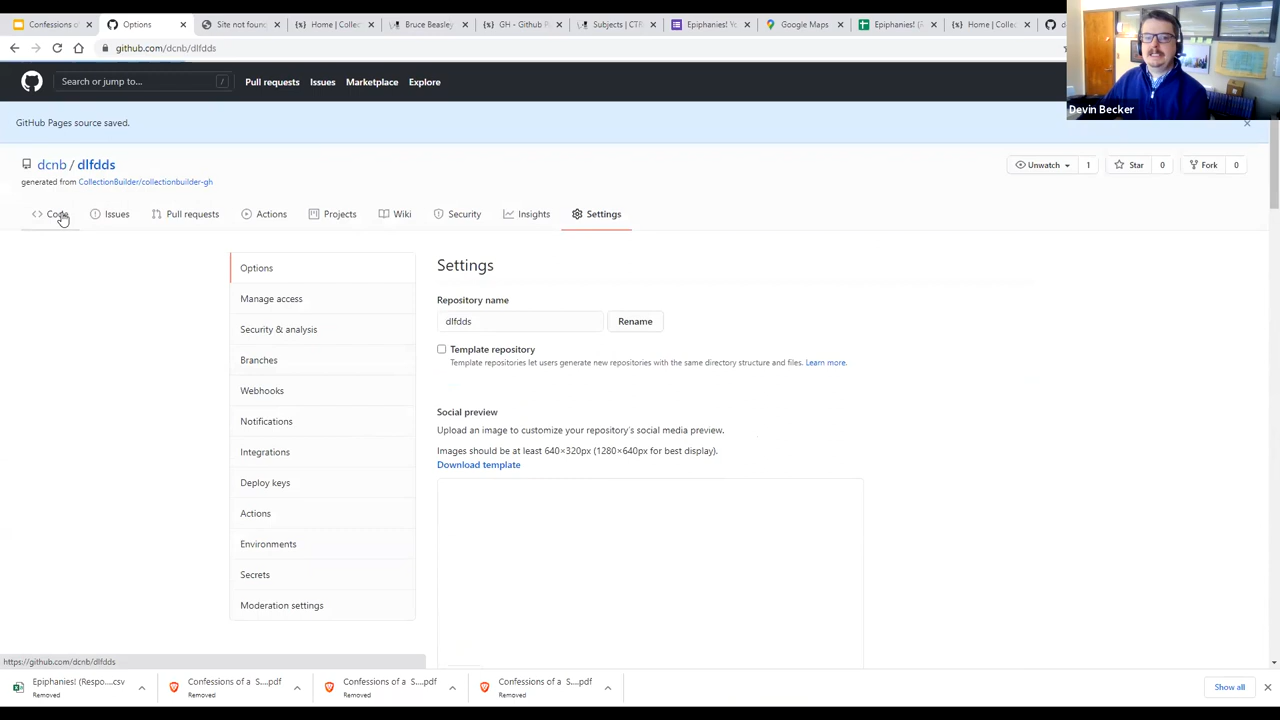 Confessions of
Options
Site not foun
Home | Collec
Bruce Beasley
GH - Github P
Subjects | CTR
Epiphanies! Yo
Google Maps
Epiphanies! (R
Home | Collec
d
github.com/dcnb/dlfdds
Search or jump to... /
Pull requests
Issues
Marketplace
Explore
Devin Becker
GitHub Pages source saved.
dcnb / dlfdds
Unwatch 1
Star 0
Fork 0
generated from CollectionBuilder/collectionbuilder-gh
Code
Issues
Pull requests
Actions
Projects
Wiki
Security
Insights
Settings
Options
Manage access
Security & analysis
Branches
Webhooks
Notifications
Integrations
Deploy keys
Actions
Environments
Secrets
Moderation settings
Settings
Repository name
dlfdds
Rename
Template repository
Template repositories let users generate new repositories with the same directory structure and files. Learn more.
Social preview
Upload an image to customize your repository's social media preview.
Images should be at least 640×320px (1280×640px for best display).
Download template
https://github.com/dcnb/dlfdds
Epiphanies! (Respo....csv
Removed
Confessions of a S....pdf
Removed
Confessions of a S....pdf
Removed
Confessions of a S....pdf
Removed
Show all